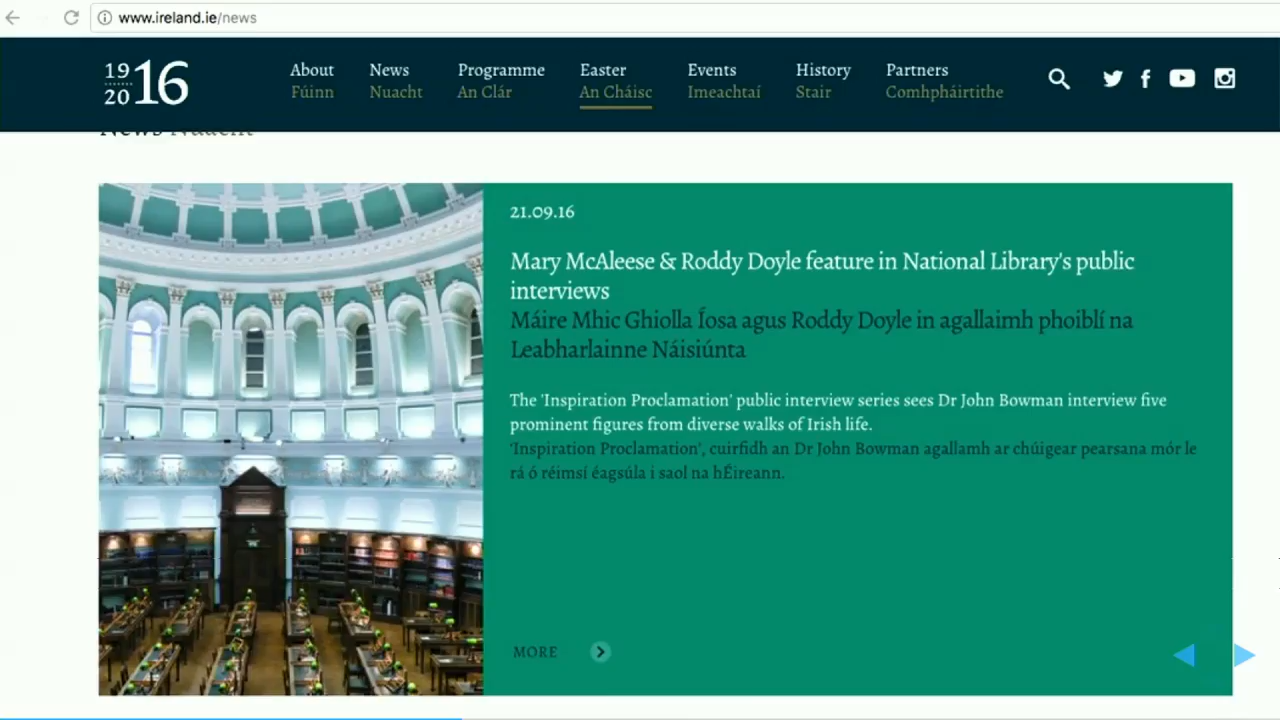 www.ireland.ie/news
19
20
16
About
Fúinn
News
Nuacht
Programme
An Clár
Easter
An Cháisc
Events
Imeachtaí
History
Stair
Partners
Comhpháirtithe
News Nuacht
21.09.16
Mary McAleese & Roddy Doyle feature in National Library's public
interviews
Máire Mhic Ghiolla Íosa agus Roddy Doyle in agallaimh phoiblí na
Leabharlainne Náisiúnta
The 'Inspiration Proclamation' public interview series sees Dr John Bowman interview five
prominent figures from diverse walks of Irish life.
'Inspiration Proclamation', cuirfidh an Dr John Bowman agallamh ar chúigear pearsana mór le
rá ó réimsí éagsúla i saol na hÉireann.
MORE